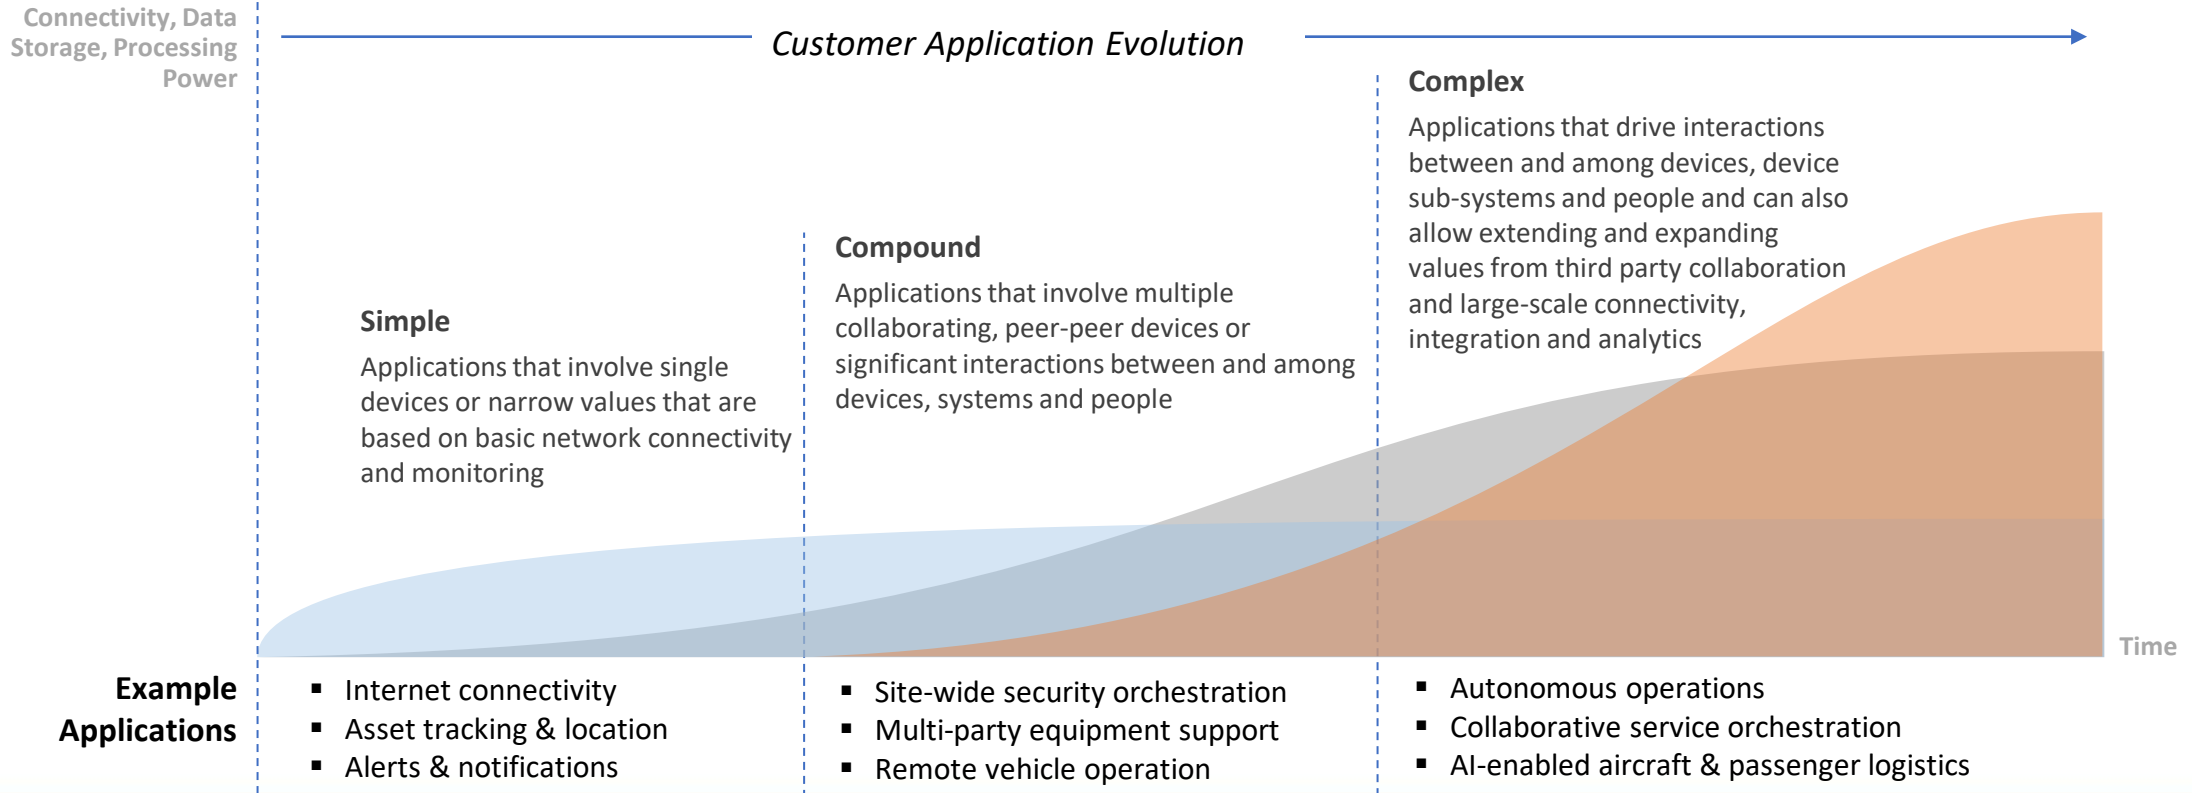 Connectivity, Data
Storage, Processing
Power
Customer Application Evolution
Simple
Applications that involve single
devices or narrow values that are
based on basic network connectivity
and monitoring
Compound
Applications that involve multiple
collaborating, peer-peer devices or
significant interactions between and among
devices, systems and people
Complex
Applications that drive interactions
between and among devices, device
sub-systems and people and can also
allow extending and expanding
values from third party collaboration
and large-scale connectivity,
integration and analytics
Time
Example
Applications
▪ Internet connectivity
▪ Asset tracking & location
▪ Alerts & notifications
▪ Site-wide security orchestration
▪ Multi-party equipment support
▪ Remote vehicle operation
▪ Autonomous operations
▪ Collaborative service orchestration
▪ AI-enabled aircraft & passenger logistics